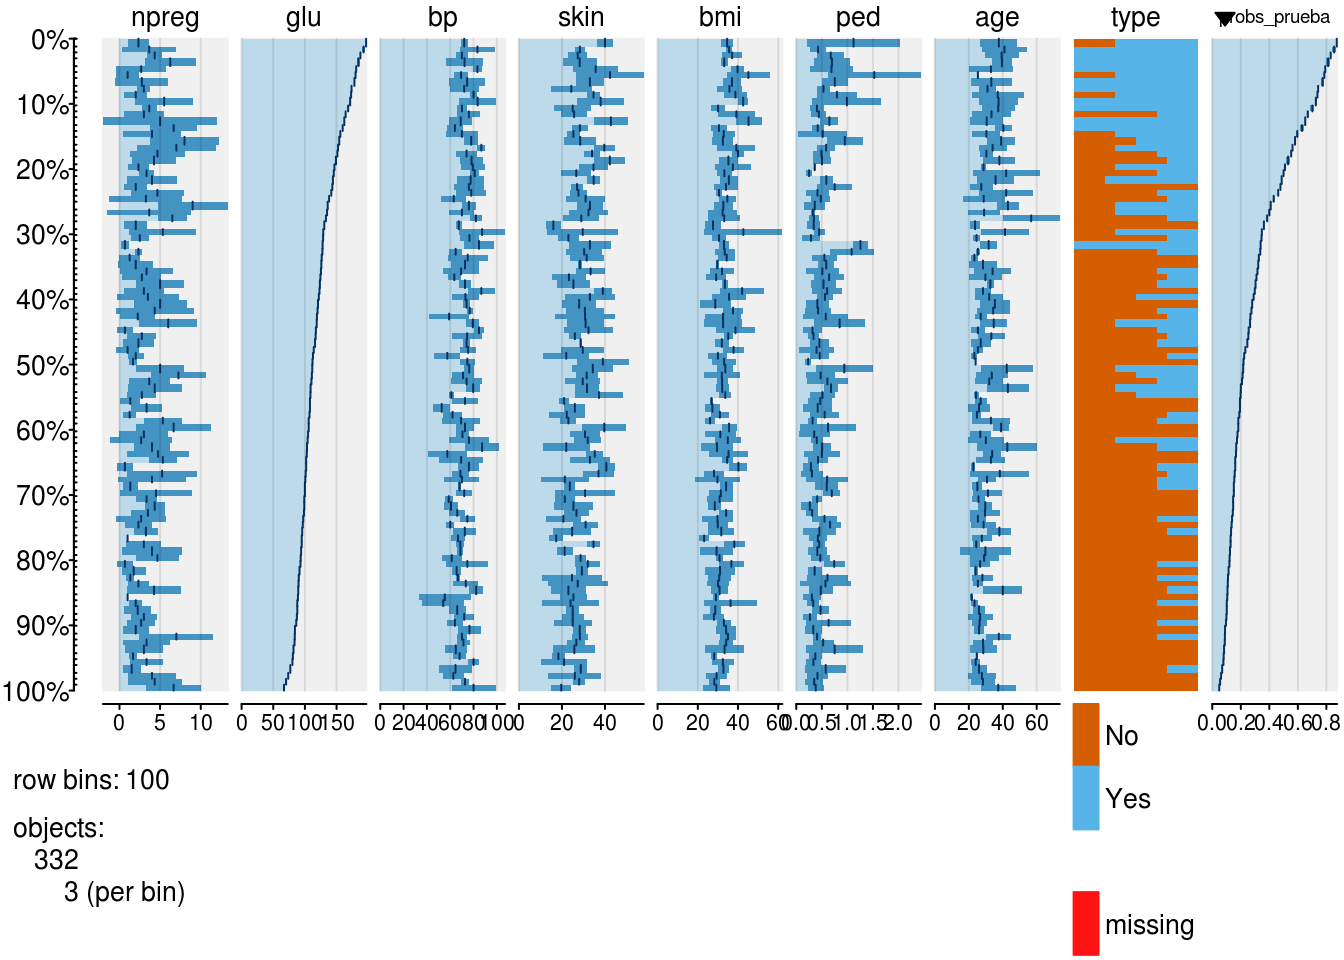 npreg glu bp skin bmi ped age type probs_prueba
0%
10%
20%
30%
40%
50%
60%
70%
80%
90%
100%
0 5 10 0 50 100 150 0 20 40 60 80 100 20 40 0 20 40 60 0.0 0.5 1.0 1.5 2.0 0 20 40 60 0.0 0.2 0.4 0.6 0.8
No
row bins: 100
Yes
objects:
332
3 (per bin)
missing